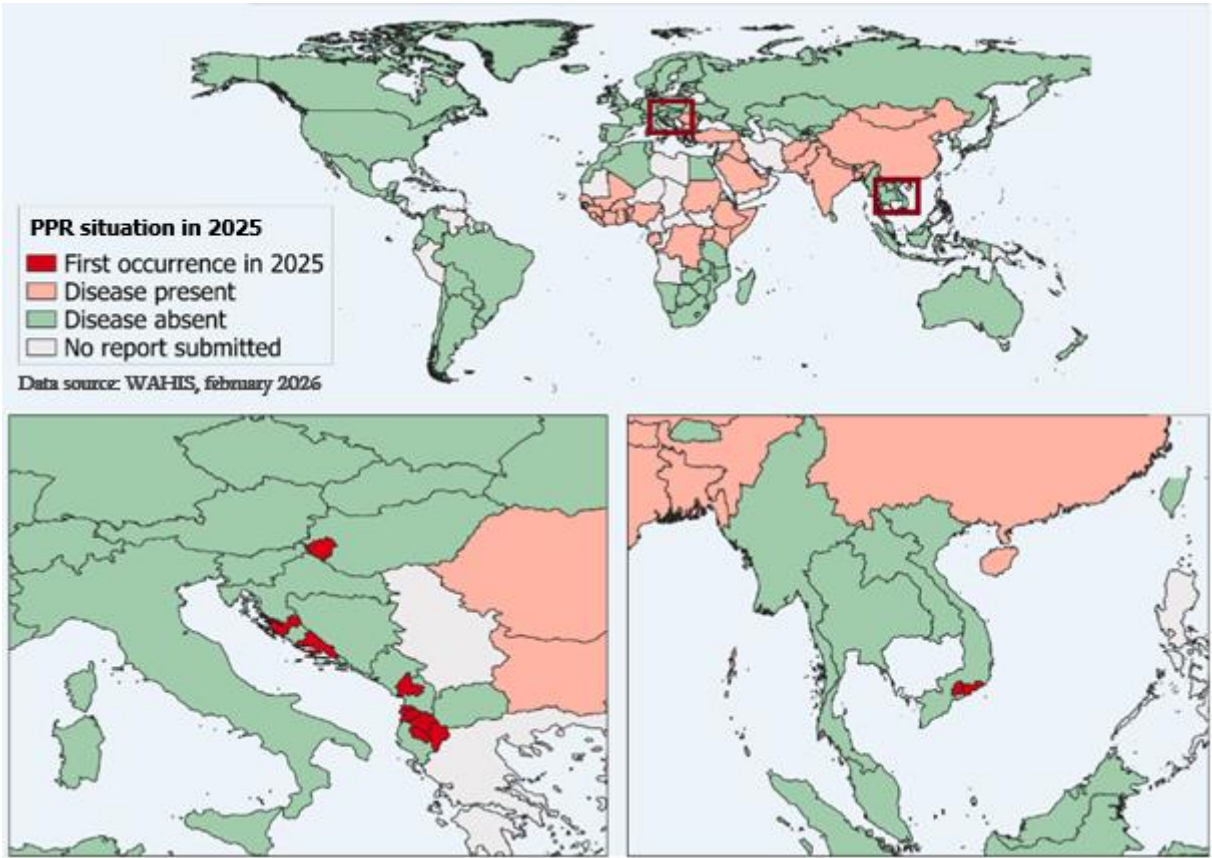 PPR situation in 2025
First occurrence in 2025
Disease present
Disease absent
No report submitted
Data source: WAHIS, february 2026